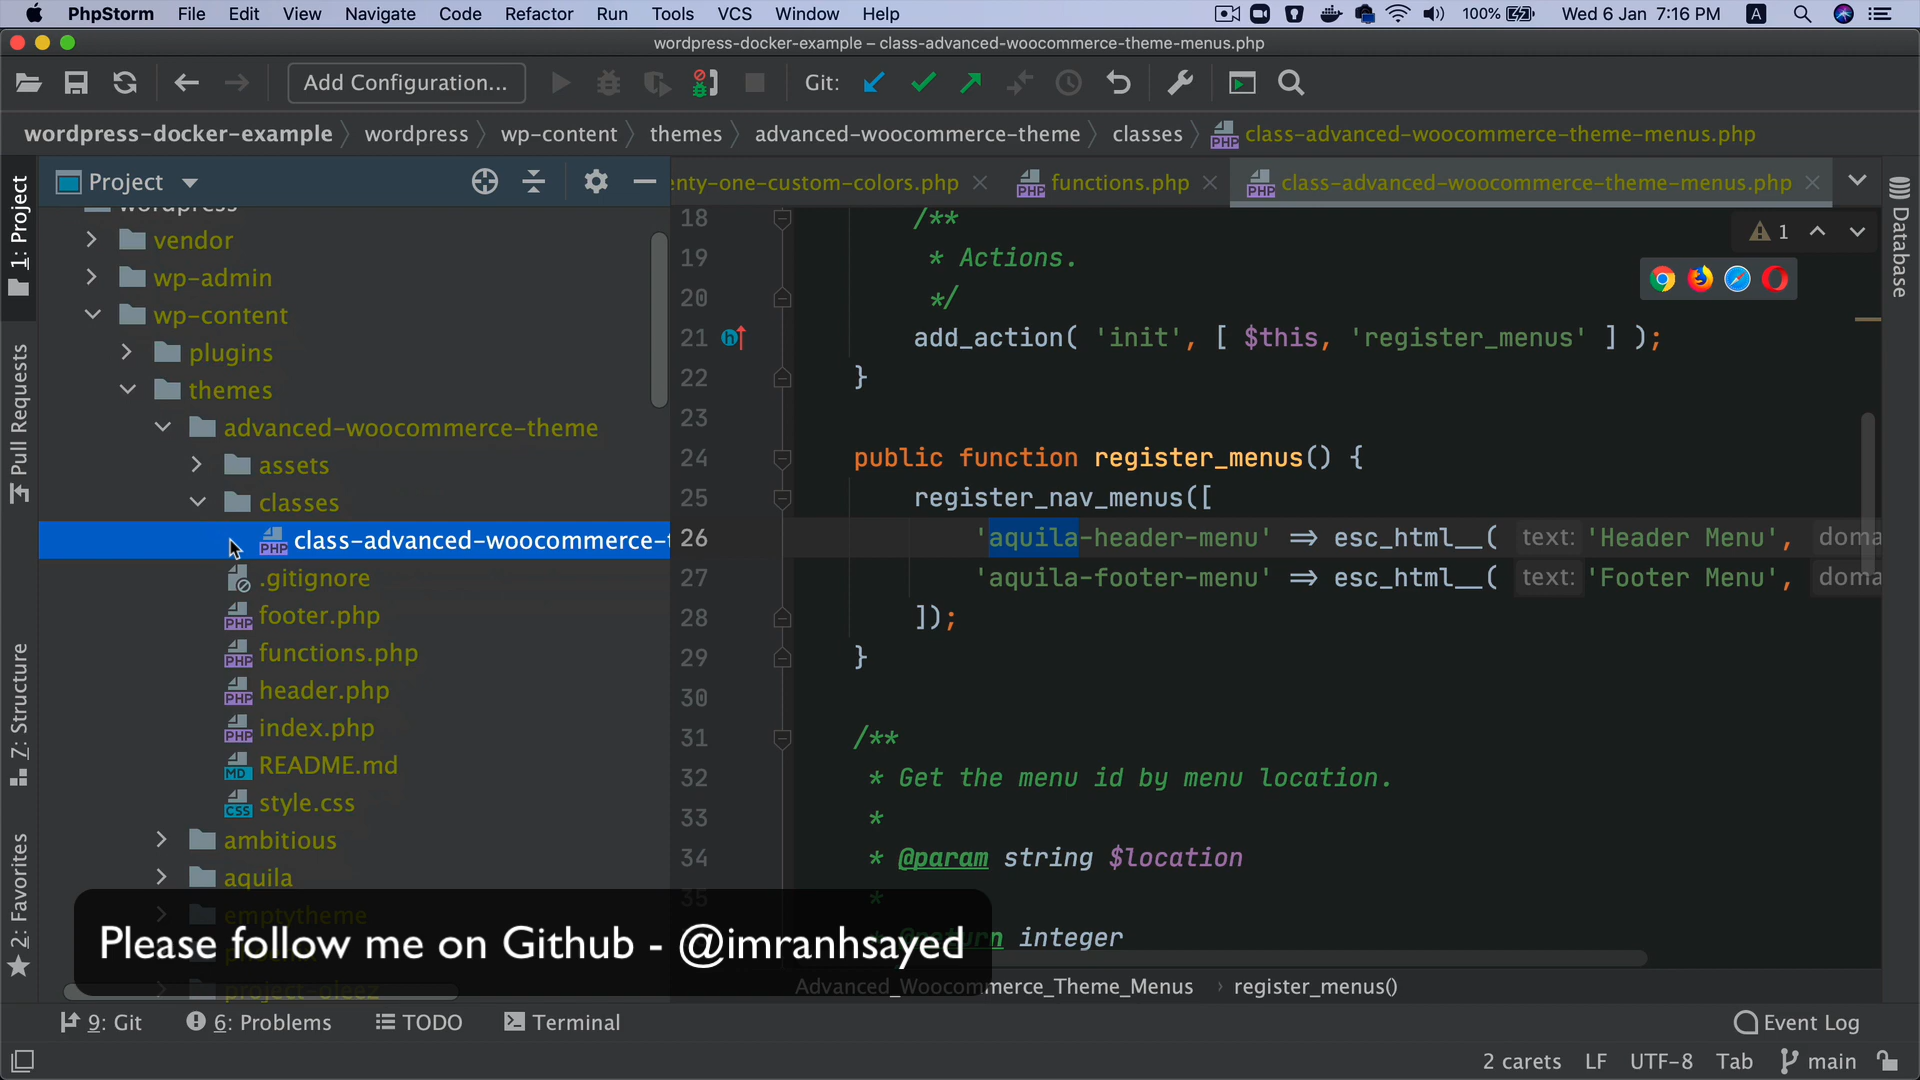 PhpStorm File Edit View Navigate Code Refactor Run Tools VCS Window Help 100% Wed 6 Jan 7:16 PM A
wordpress-docker-example – class-advanced-woocommerce-theme-menus.php
Add Configuration... Git:
wordpress-docker-example wordpress wp-content themes advanced-woocommerce-theme classes class-advanced-woocommerce-theme-menus.php
Project
enty-one-custom-colors.php functions.php class-advanced-woocommerce-theme-menus.php
1: Project
Pull Requests
Z: Structure
2: Favorites
Database
wordpress
vendor
wp-admin
wp-content
plugins
themes
advanced-woocommerce-theme
assets
classes
class-advanced-woocommerce-
.gitignore
footer.php
functions.php
header.php
index.php
README.md
style.css
ambitious
aquila
emptytheme
project-oleez
1
18 /**
19 * Actions.
20 */
21 add_action( 'init', [ $this, 'register_menus' ] );
22 }
23
24 public function register_menus() {
25 register_nav_menus([
26 'aquila-header-menu' => esc_html__( text: 'Header Menu', doma
27 'aquila-footer-menu' => esc_html__( text: 'Footer Menu', doma
28 ]);
29 }
30
31 /**
32 * Get the menu id by menu location.
33 *
34 * @param string $location
35 *
* @return integer
Please follow me on Github - @imranhsayed
Advanced_Woocommerce_Theme_Menus › register_menus()
9: Git 6: Problems TODO Terminal Event Log
2 carets LF UTF-8 Tab main